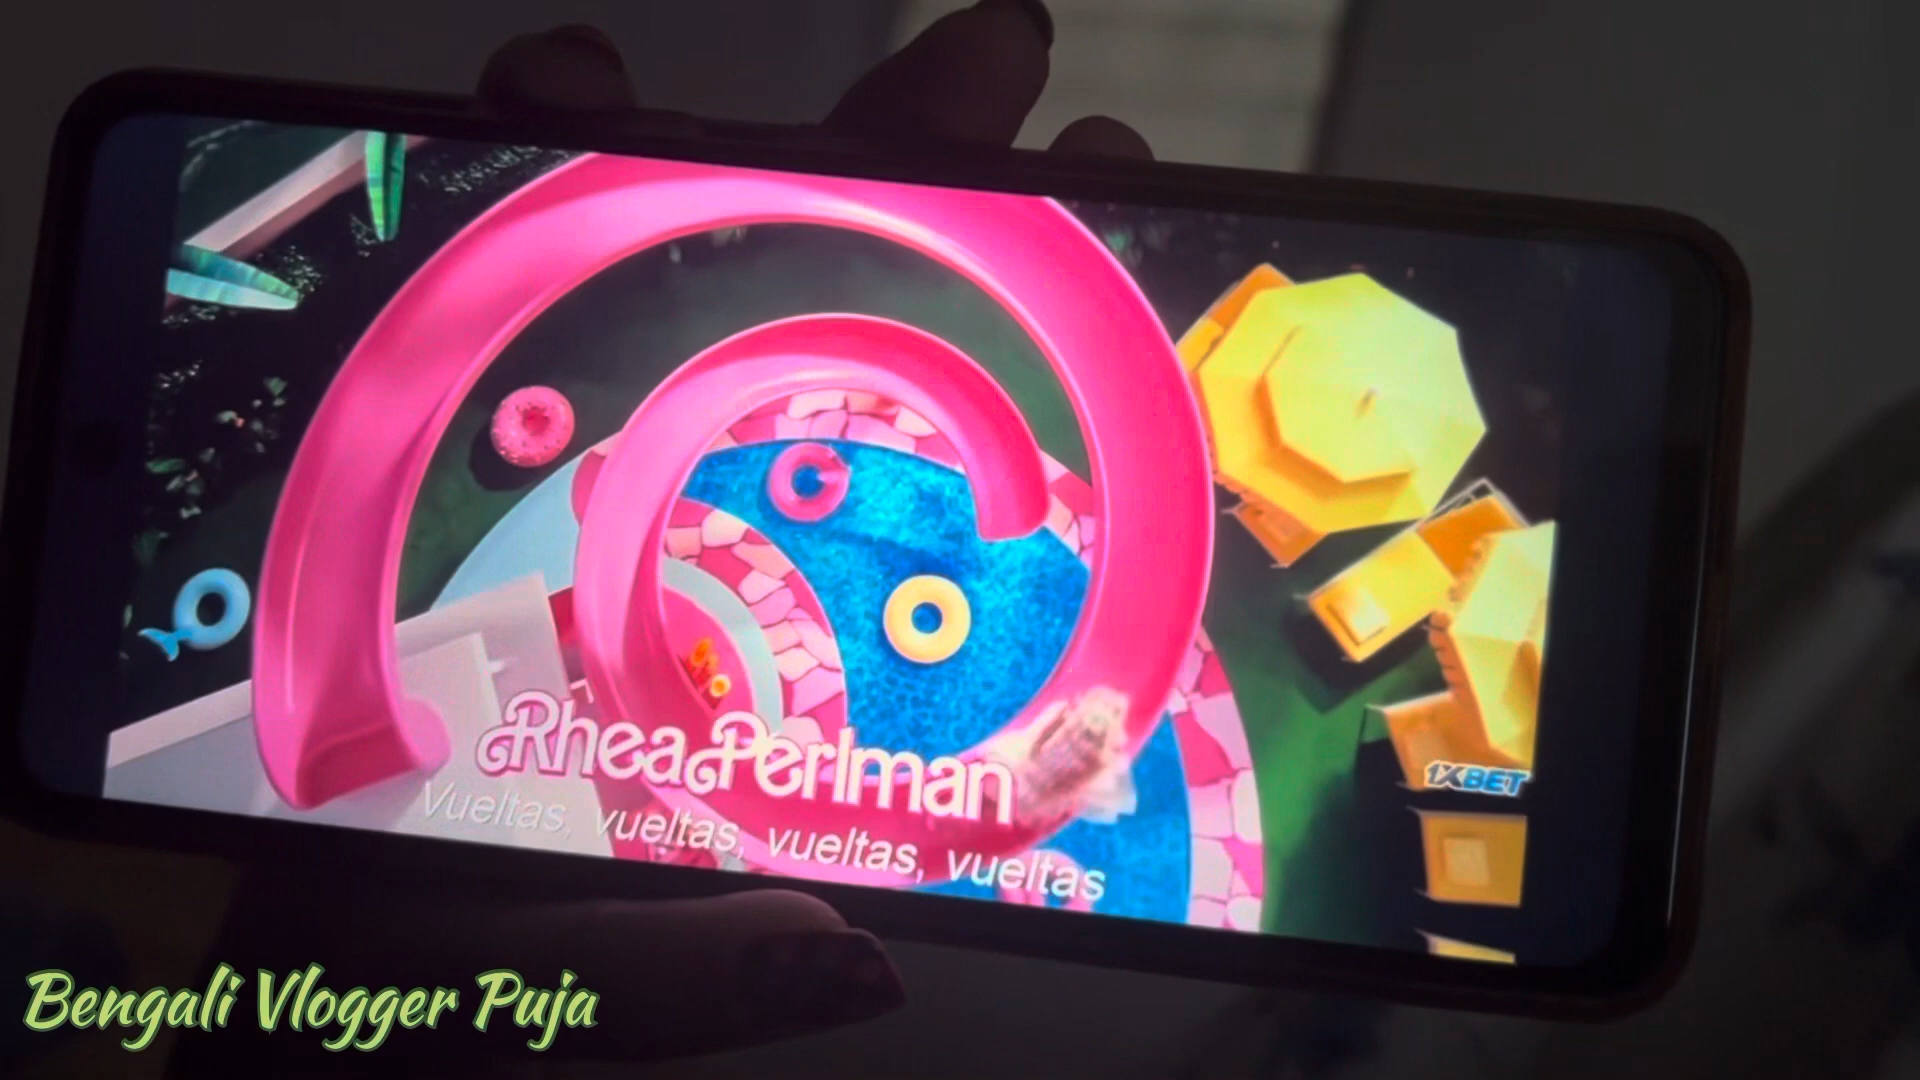 Rhea Perlman
Vueltas, vueltas, vueltas, vueltas
1XBET
Bengali Vlogger Puja